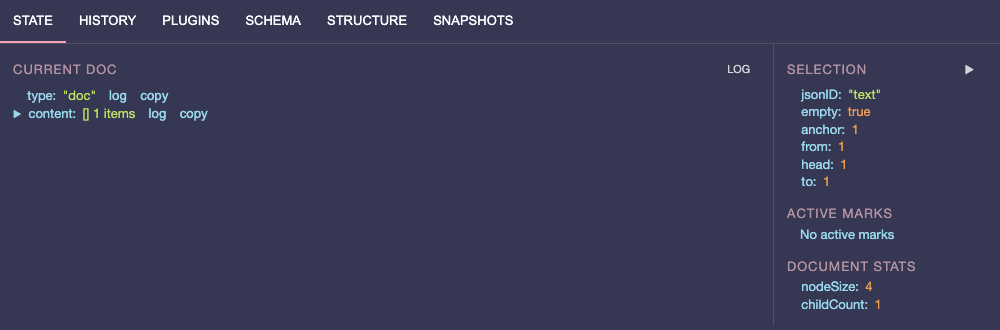 STATE HISTORY PLUGINS SCHEMA STRUCTURE SNAPSHOTS
CURRENT DOC LOG
type: "doc" log copy
▶ content: [] 1 items log copy
SELECTION ▶
jsonID: "text"
empty: true
anchor: 1
from: 1
head: 1
to: 1
ACTIVE MARKS
No active marks
DOCUMENT STATS
nodeSize: 4
childCount: 1